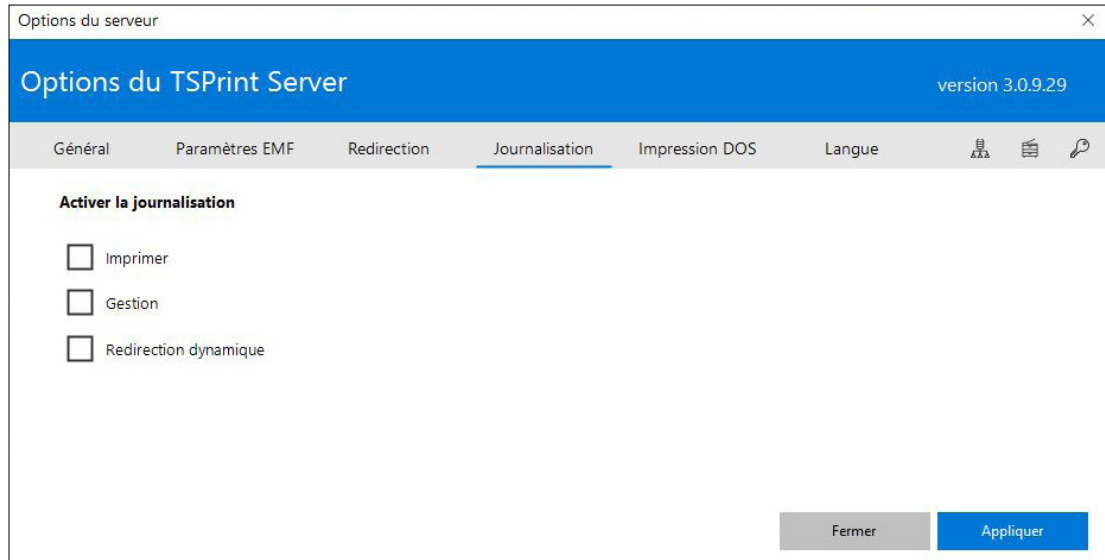 Options du serveur
Options du TSPrint Server version 3.0.9.29
Général Paramètres EMF Redirection Journalisation Impression DOS Langue
Activer la journalisation
Imprimer
Gestion
Redirection dynamique
Fermer Appliquer